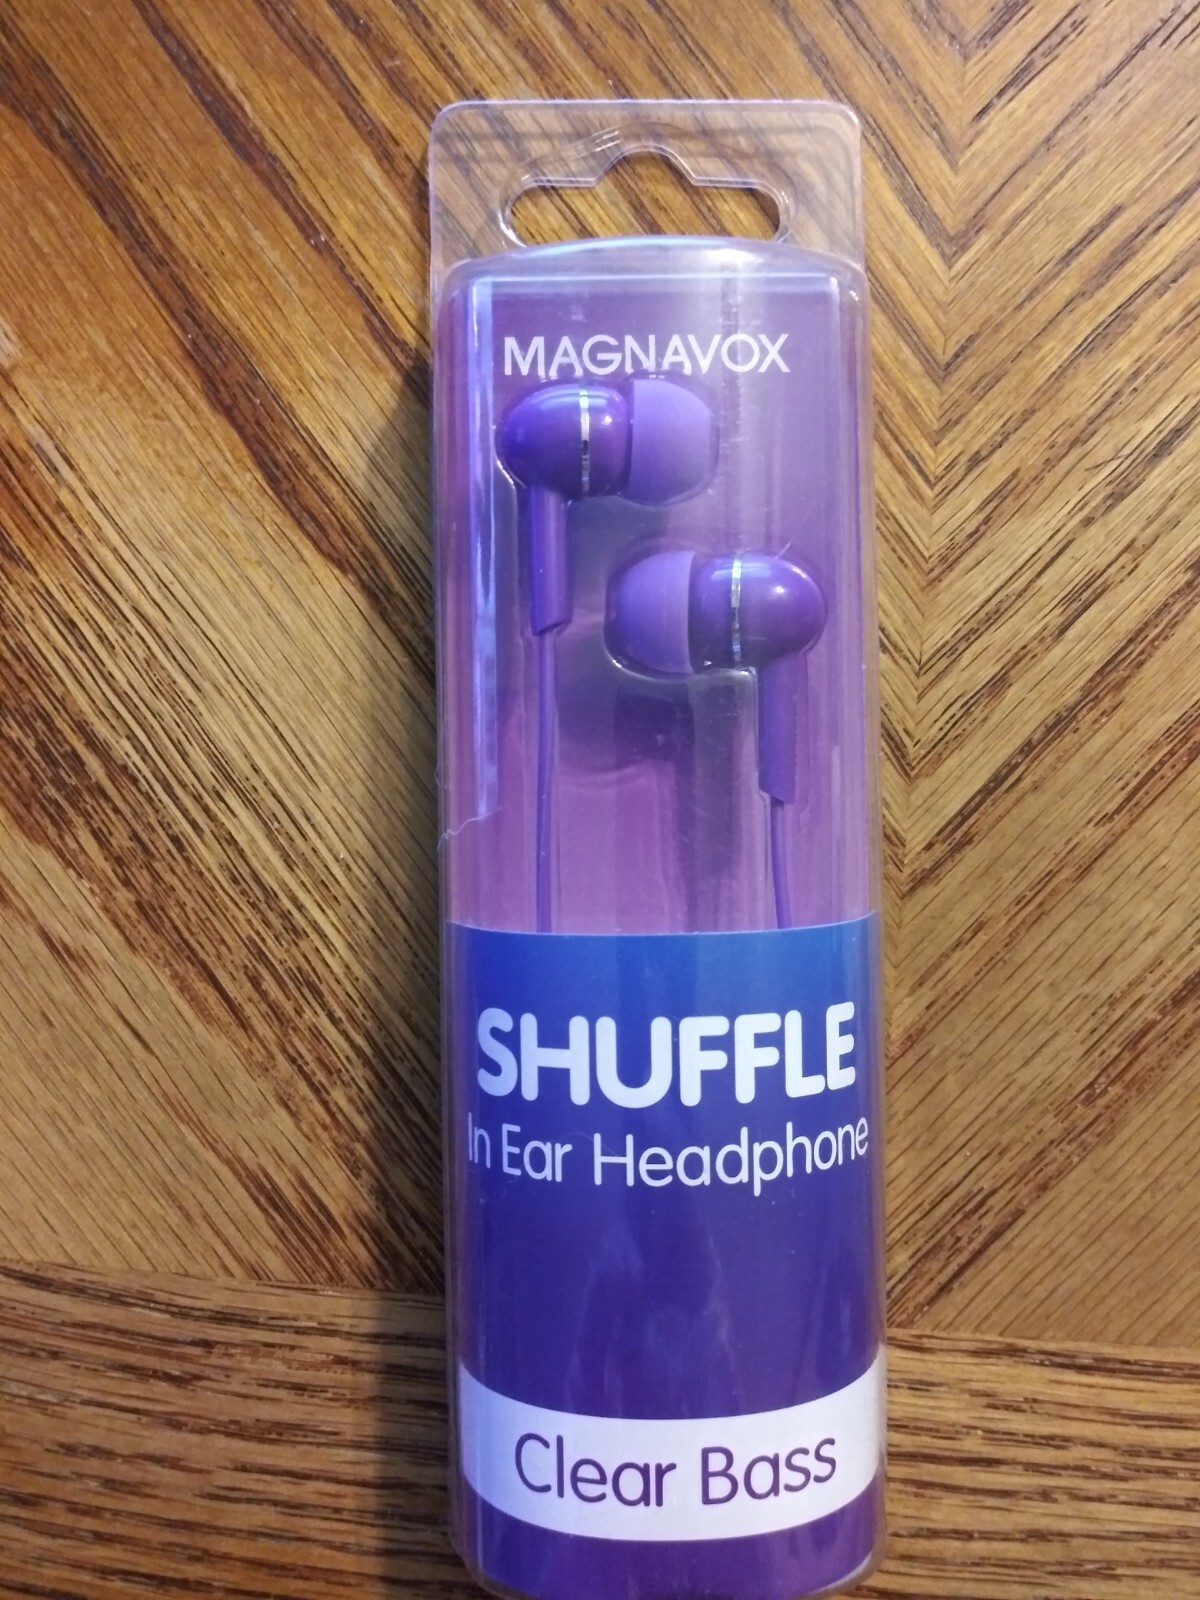 MAGNAVOX
SHUFFLE
In Ear Headphone
Clear Bass